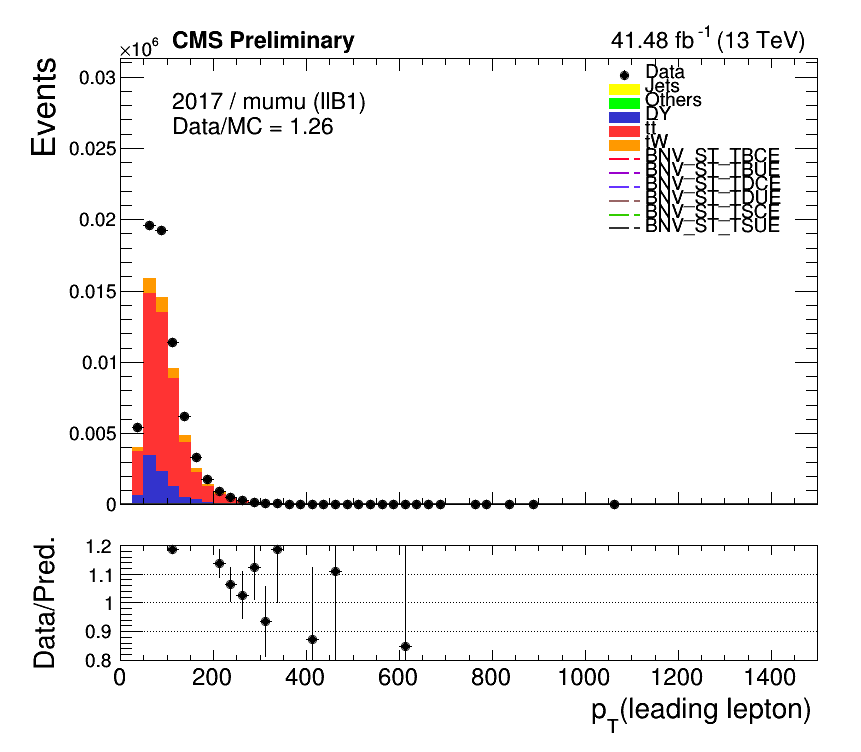 ×10⁶ CMS Preliminary 41.48 fb⁻¹ (13 TeV)
Events
2017 / mumu (llB1)
Data/MC = 1.26
Data
Jets
Others
DY
tt
tW
BNV_ST_TBCE
BNV_ST_TBUE
BNV_ST_TDCE
BNV_ST_TDUE
BNV_ST_TSCE
BNV_ST_TSUE
0.03
0.025
0.02
0.015
0.01
0.005
0
Data/Pred.
1.2
1.1
1
0.9
0.8
0 200 400 600 800 1000 1200 1400
p_T(leading lepton)